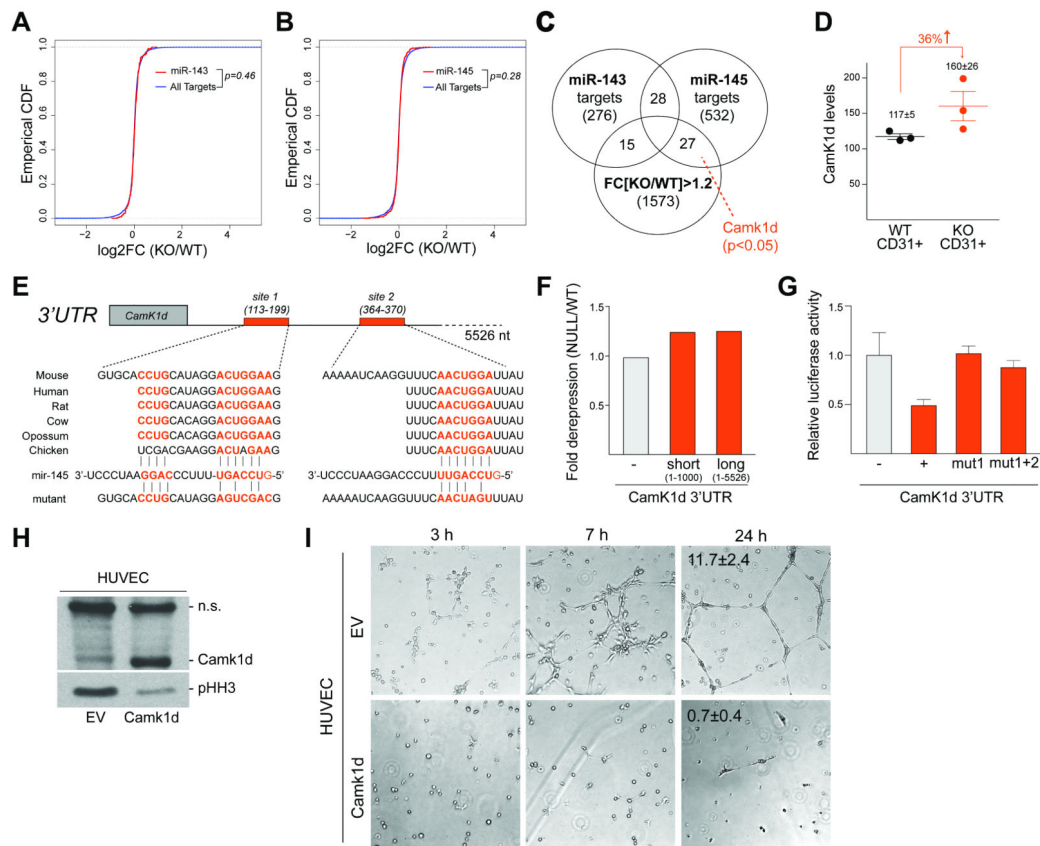 A
1.0
0.8
0.6
0.4
0.2
0.0
Emperical CDF
miR-143
All Targets
p=0.46
-4
-2
0
2
4
log2FC (KO/WT)
B
1.0
0.8
0.6
0.4
0.2
0.0
Emperical CDF
miR-145
All Targets
p=0.28
-4
-2
0
2
4
log2FC (KO/WT)
C
miR-143
targets
(276)
28
miR-145
targets
(532)
15
27
FC[KO/WT]>1.2
(1573)
Camk1d
(p<0.05)
D
36%↑
160±26
117±5
200
150
100
50
CamK1d levels
WT
CD31+
KO
CD31+
E
3'UTR
CamK1d
site 1
(113-199)
site 2
(364-370)
5526 nt
Mouse GUGCACCUGCAUAGGACUGGAAG AAAAAUCAAGGUUUCAACUGGAUUAU
Human CCUGCAUAGGACUGGAAG UUUCAACUGGAUUAU
Rat CCUGCAUAGGACUGGAAG UUUCAACUGGAUUAU
Cow CCUGCACAGGACUGGAAG UUUCAACUGGAUUAU
Opossum CCUGCACAGGACUGGAAG UUUCAACUGGAUUAU
Chicken UCGACGAGGACUAGAAG UUUCAACUGGAUUAU
mir-145 3'-UCCCUAAGGACCCUUU-UGACCUG-5' 3'-UCCCUAAGGACCCUUUUGACCUG-5'
mutant GUGCACCUGCAUAGGAGUCGACG AAAAAUCAAGGUUUCAACUAGUUUAU
F
1.5
1.0
0.5
Fold derepression (NULL/WT)
-
short
(1-1000)
long
(1-5526)
CamK1d 3'UTR
G
1.5
1.0
0.5
Relative luciferase activity
-
+
mut1
mut1+2
CamK1d 3'UTR
H
HUVEC
n.s.
Camk1d
pHH3
EV
Camk1d
I
3 h
7 h
24 h
HUVEC
EV
11.7±2.4
Camk1d
0.7±0.4